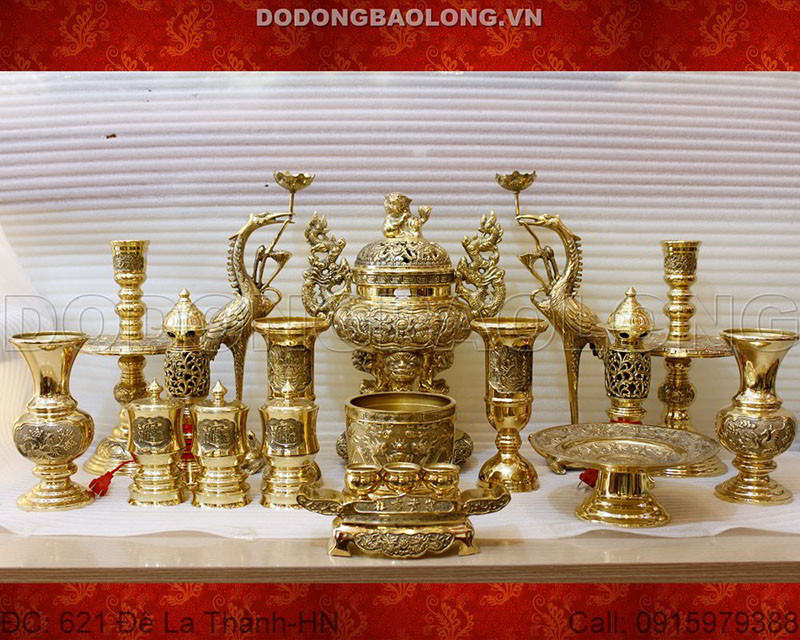 DODONGBAOLONG.VN
DODONGBAOLONG
ĐC: 621 Đê La Thành-HN
Call: 0915979388